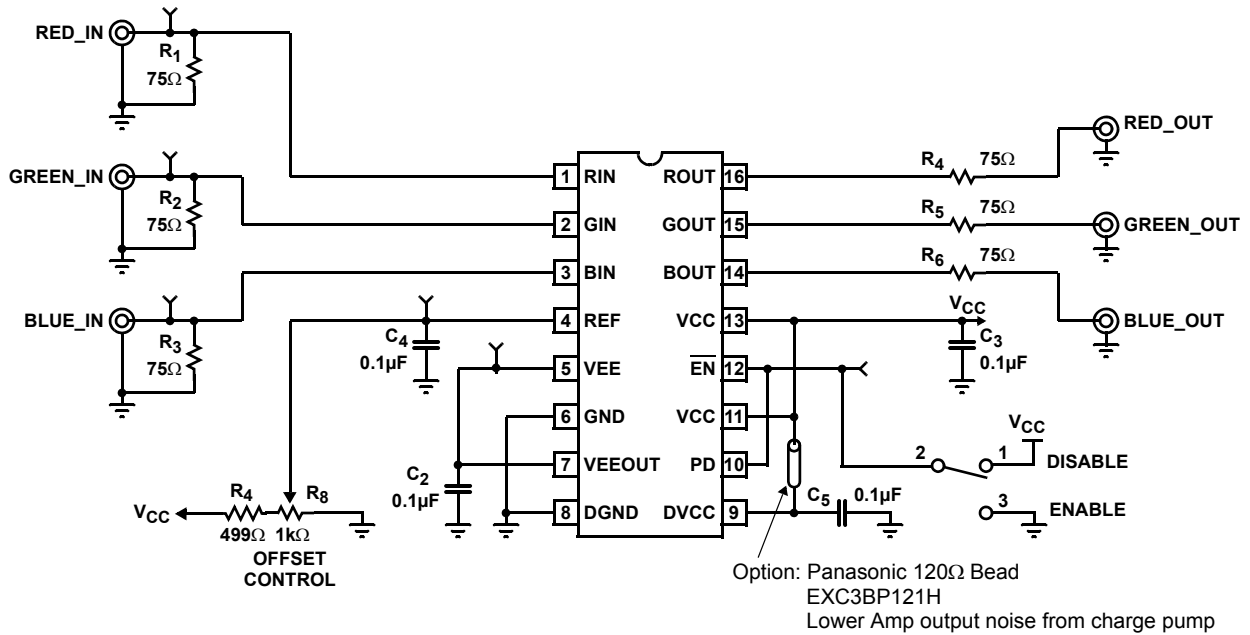 RED_IN
R1
75Ω
GREEN_IN
R2
75Ω
BLUE_IN
R3
75Ω
1 RIN
2 GIN
3 BIN
4 REF
5 VEE
6 GND
7 VEEOUT
8 DGND
ROUT 16
GOUT 15
BOUT 14
VCC 13
EN 12
VCC 11
PD 10
DVCC 9
R4 75Ω
RED_OUT
R5 75Ω
GREEN_OUT
R6 75Ω
BLUE_OUT
VCC
C3
0.1µF
C4
0.1µF
C2
0.1µF
VCC
R4
499Ω
R8
1kΩ
OFFSET
CONTROL
C5 0.1µF
VCC
2
1
DISABLE
3
ENABLE
Option: Panasonic 120Ω Bead
EXC3BP121H
Lower Amp output noise from charge pump